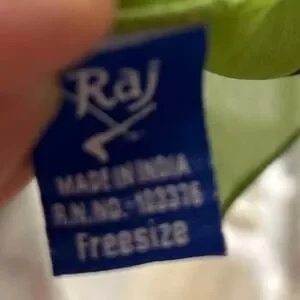 Raj
MADE IN INDIA
R.N.NO.-103376
Freesize